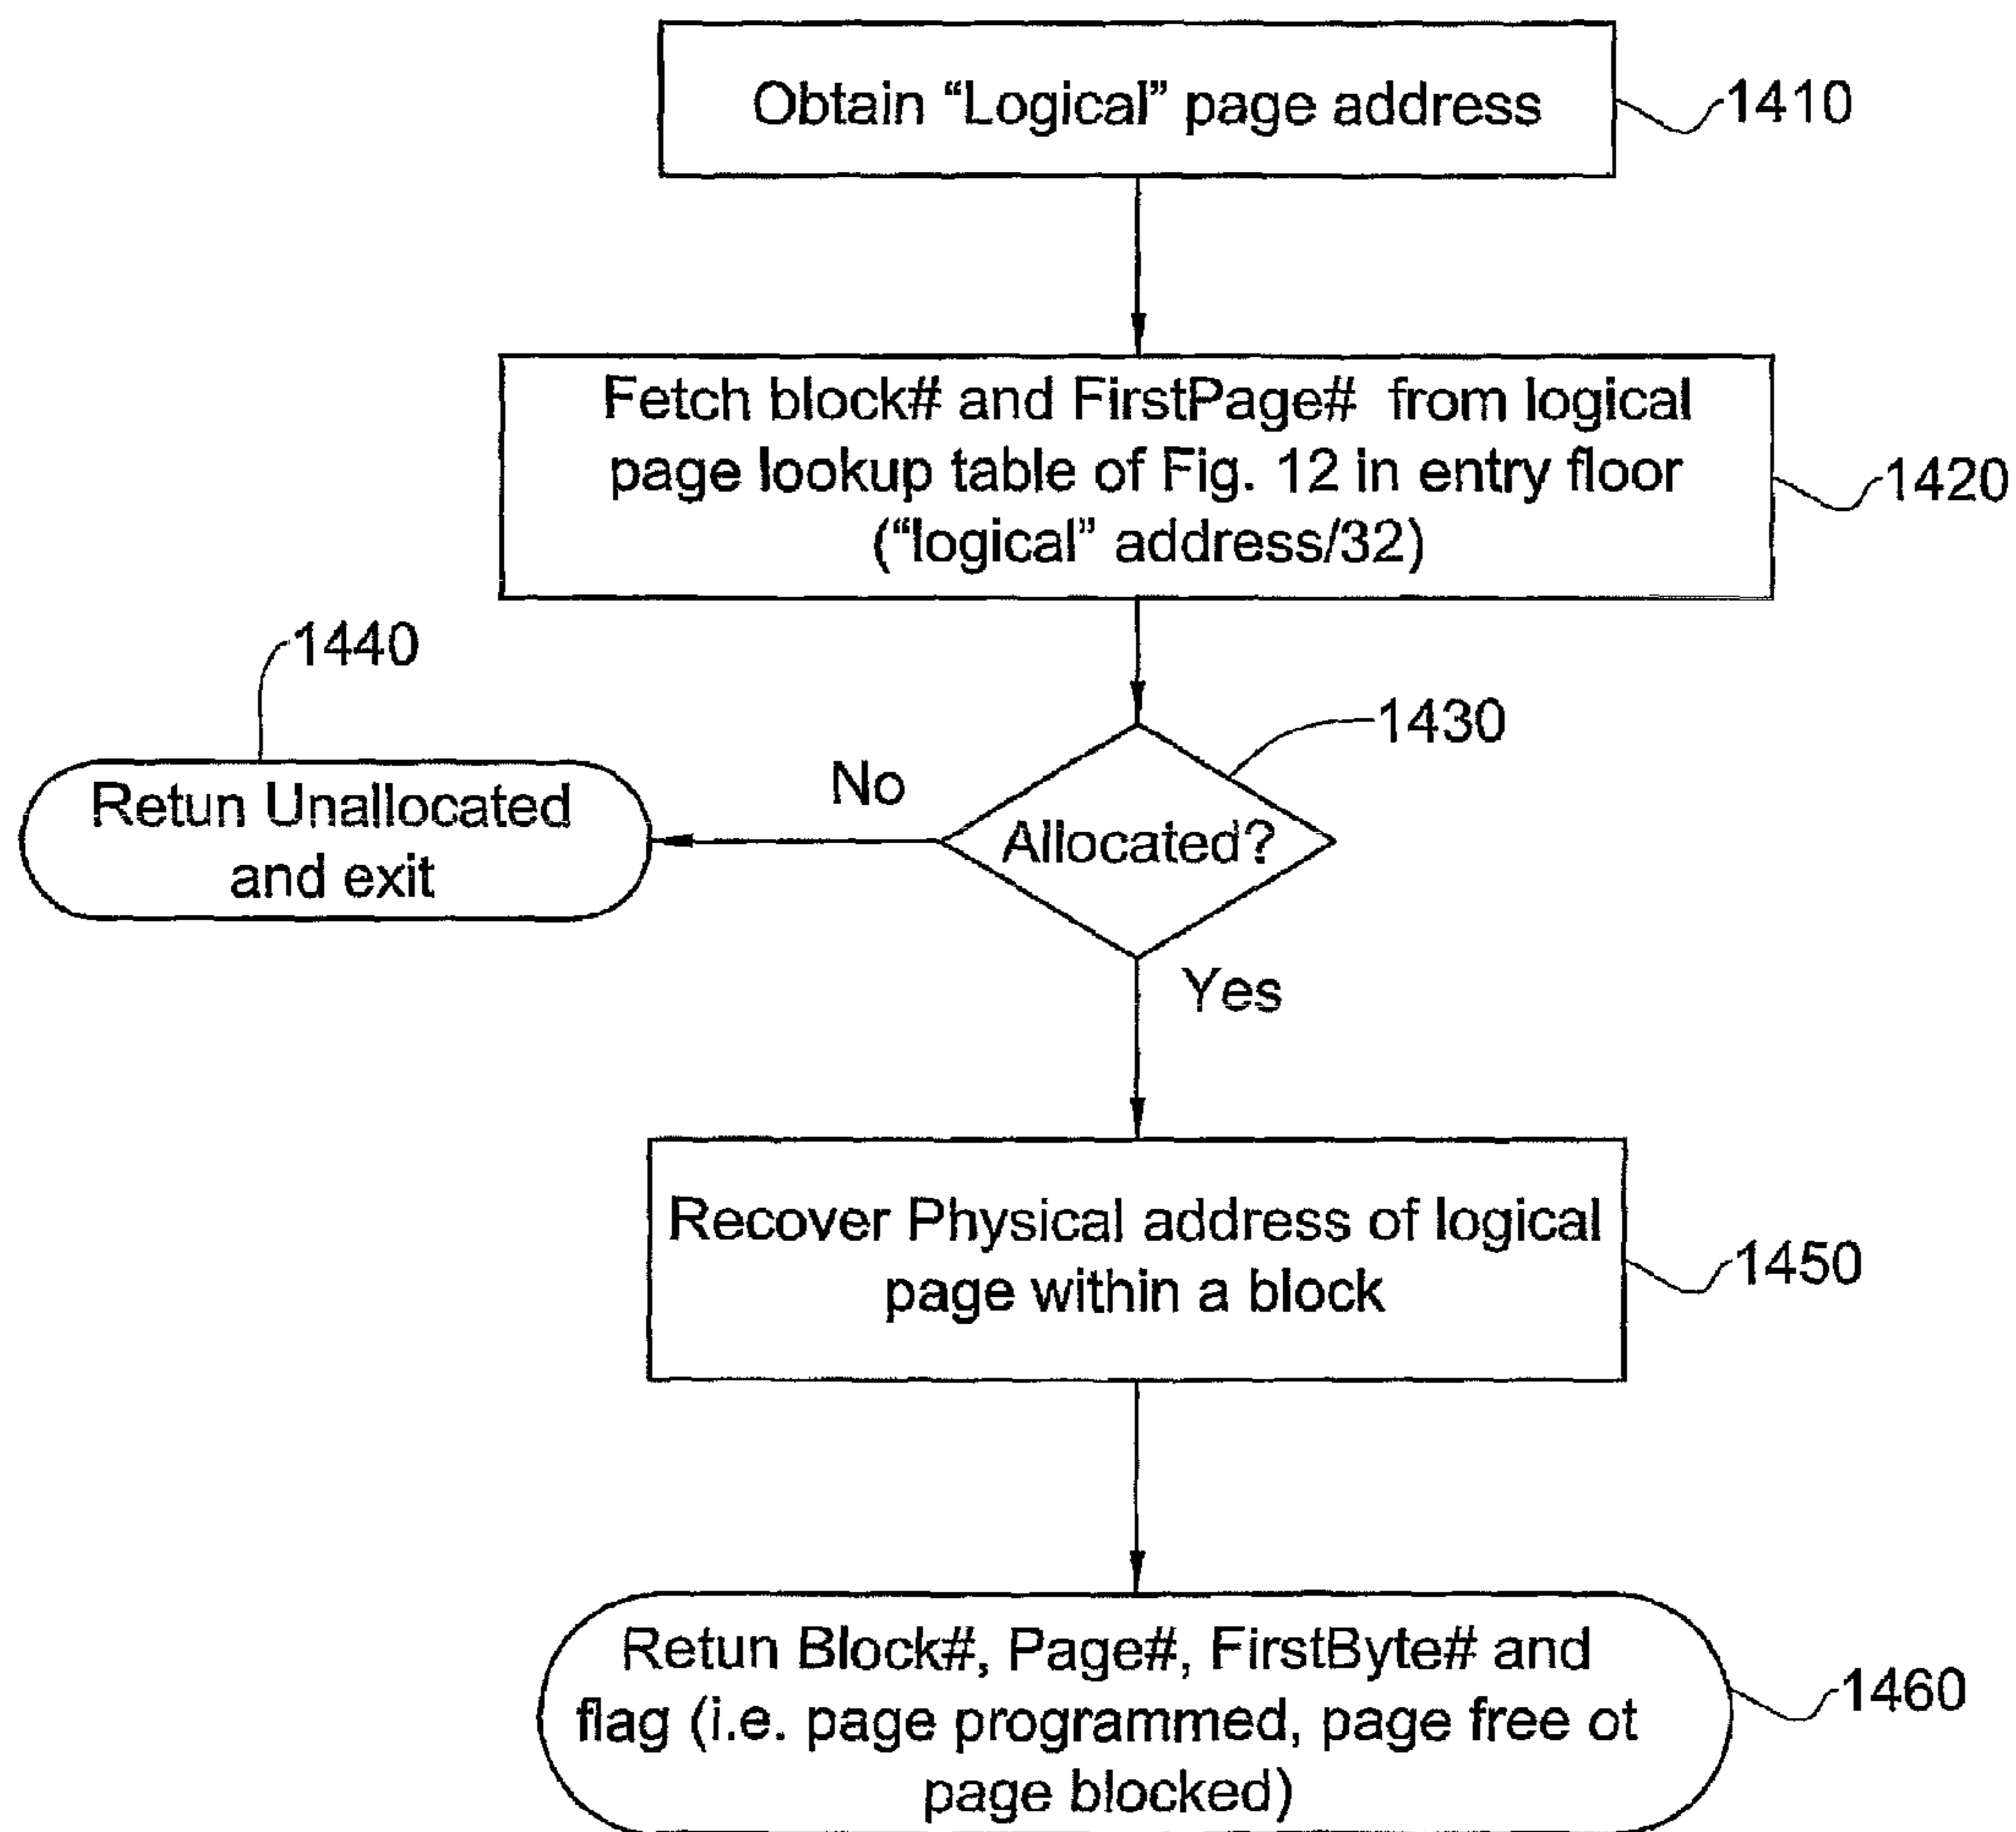 Obtain “Logical” page address
1410
Fetch block# and FirstPage# from logical
page lookup table of Fig. 12 in entry floor
(“logical” address/32)
1420
1440
1430
No
Retun Unallocated
and exit
Allocated?
Yes
Recover Physical address of logical
page within a block
1450
Retun Block#, Page#, FirstByte# and
flag (i.e. page programmed, page free ot
page blocked)
1460